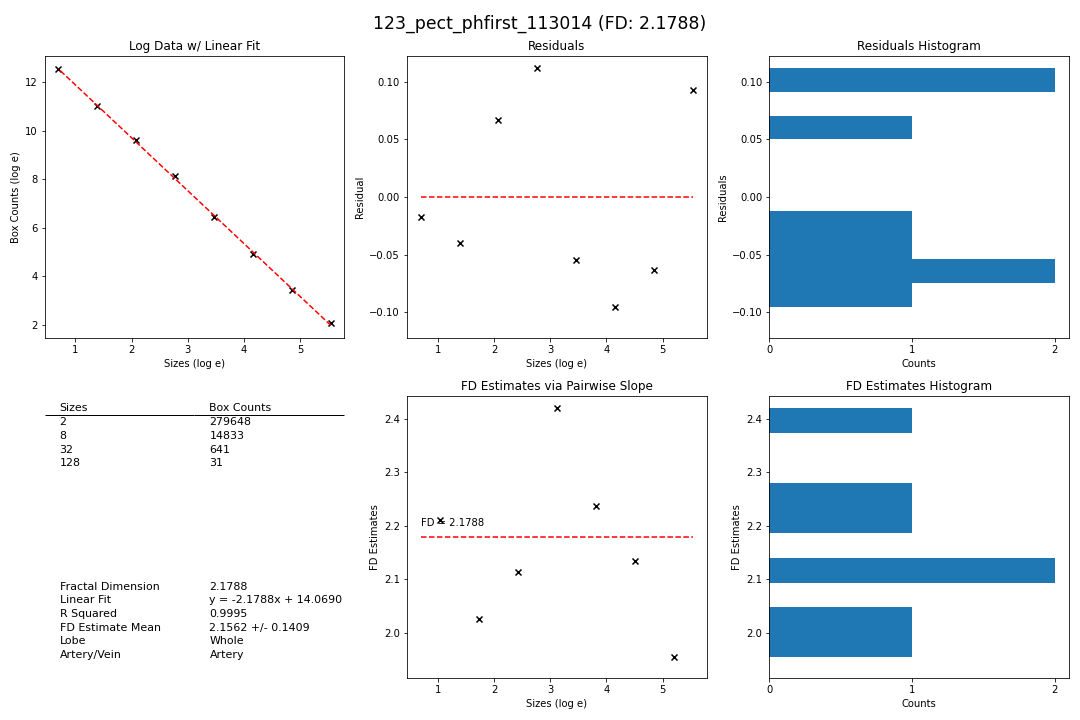 123_pect_phfirst_113014 (FD: 2.1788)
Log Data w/ Linear Fit
Box Counts (log e)
12
10
8
6
4
2
1 2 3 4 5
Sizes (log e)
Residuals
Residual
0.10
0.05
0.00
−0.05
−0.10
1 2 3 4 5
Sizes (log e)
Residuals Histogram
Residuals
0.10
0.05
0.00
−0.05
−0.10
0 1 2
Counts
Sizes Box Counts
2 279648
8 14833
32 641
128 31
Fractal Dimension 2.1788
Linear Fit y = -2.1788x + 14.0690
R Squared 0.9995
FD Estimate Mean 2.1562 +/- 0.1409
Lobe Whole
Artery/Vein Artery
FD Estimates via Pairwise Slope
FD Estimates
2.4
2.3
2.2
2.1
2.0
FD = 2.1788
1 2 3 4 5
Sizes (log e)
FD Estimates Histogram
FD Estimates
2.4
2.3
2.2
2.1
2.0
0 1 2
Counts